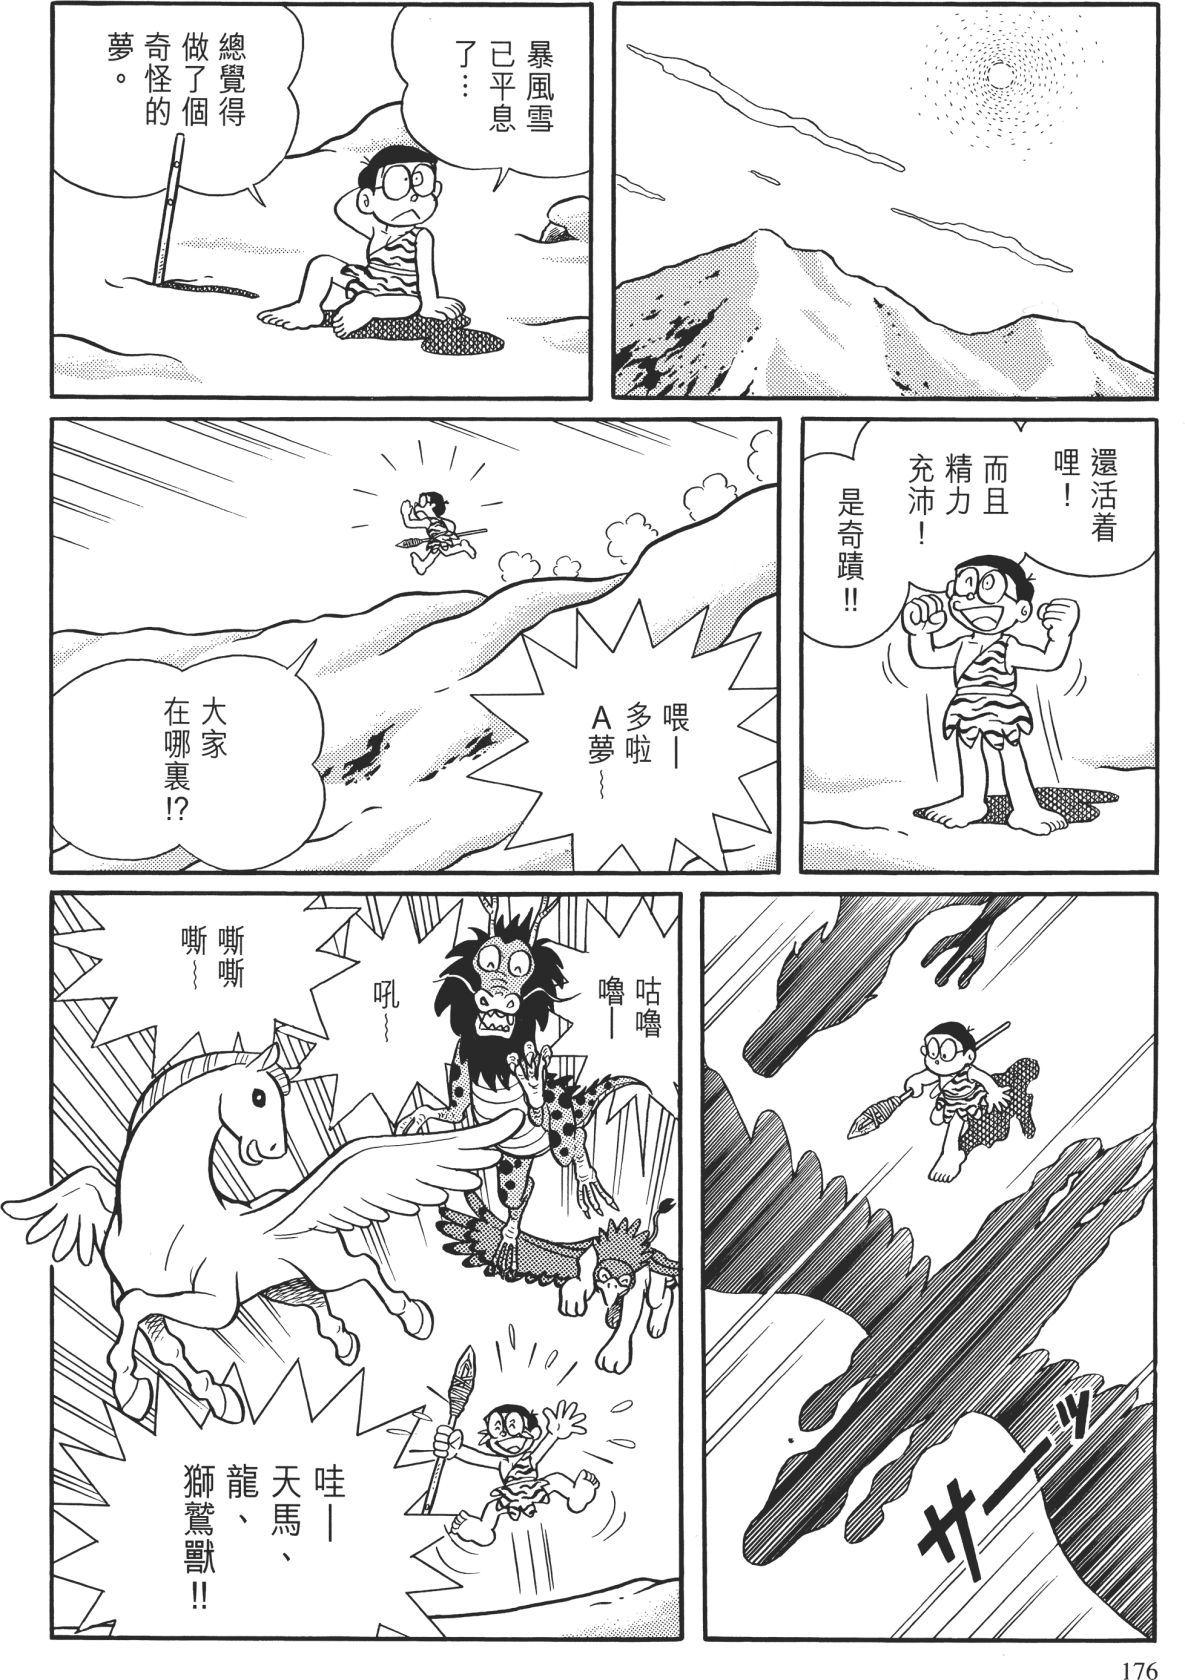 暴風雪
已平息
了⋯
總覺得
做了個
奇怪的
夢。
還活着
哩！
而且
精力
充沛！
是奇蹟!!
喂—
多啦
A夢～
大家
在哪裏!?
サーッ
咕嚕
嚕—
吼～
嘶嘶
嘶～
哇—
天馬、
龍、
獅鷲獸!!
176